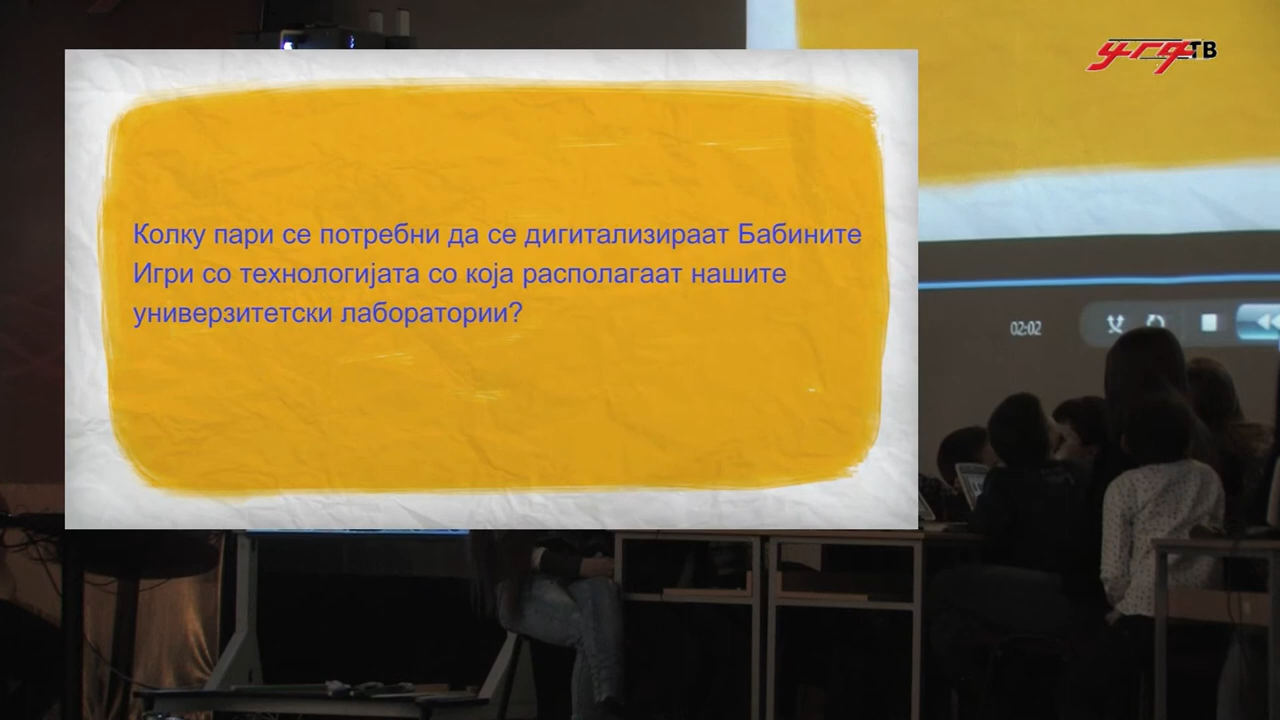 угд ТВ
Колку пари се потребни да се дигитализираат Бабините
Игри со технологијата со која располагаат нашите
универзитетски лаборатории?
02:02